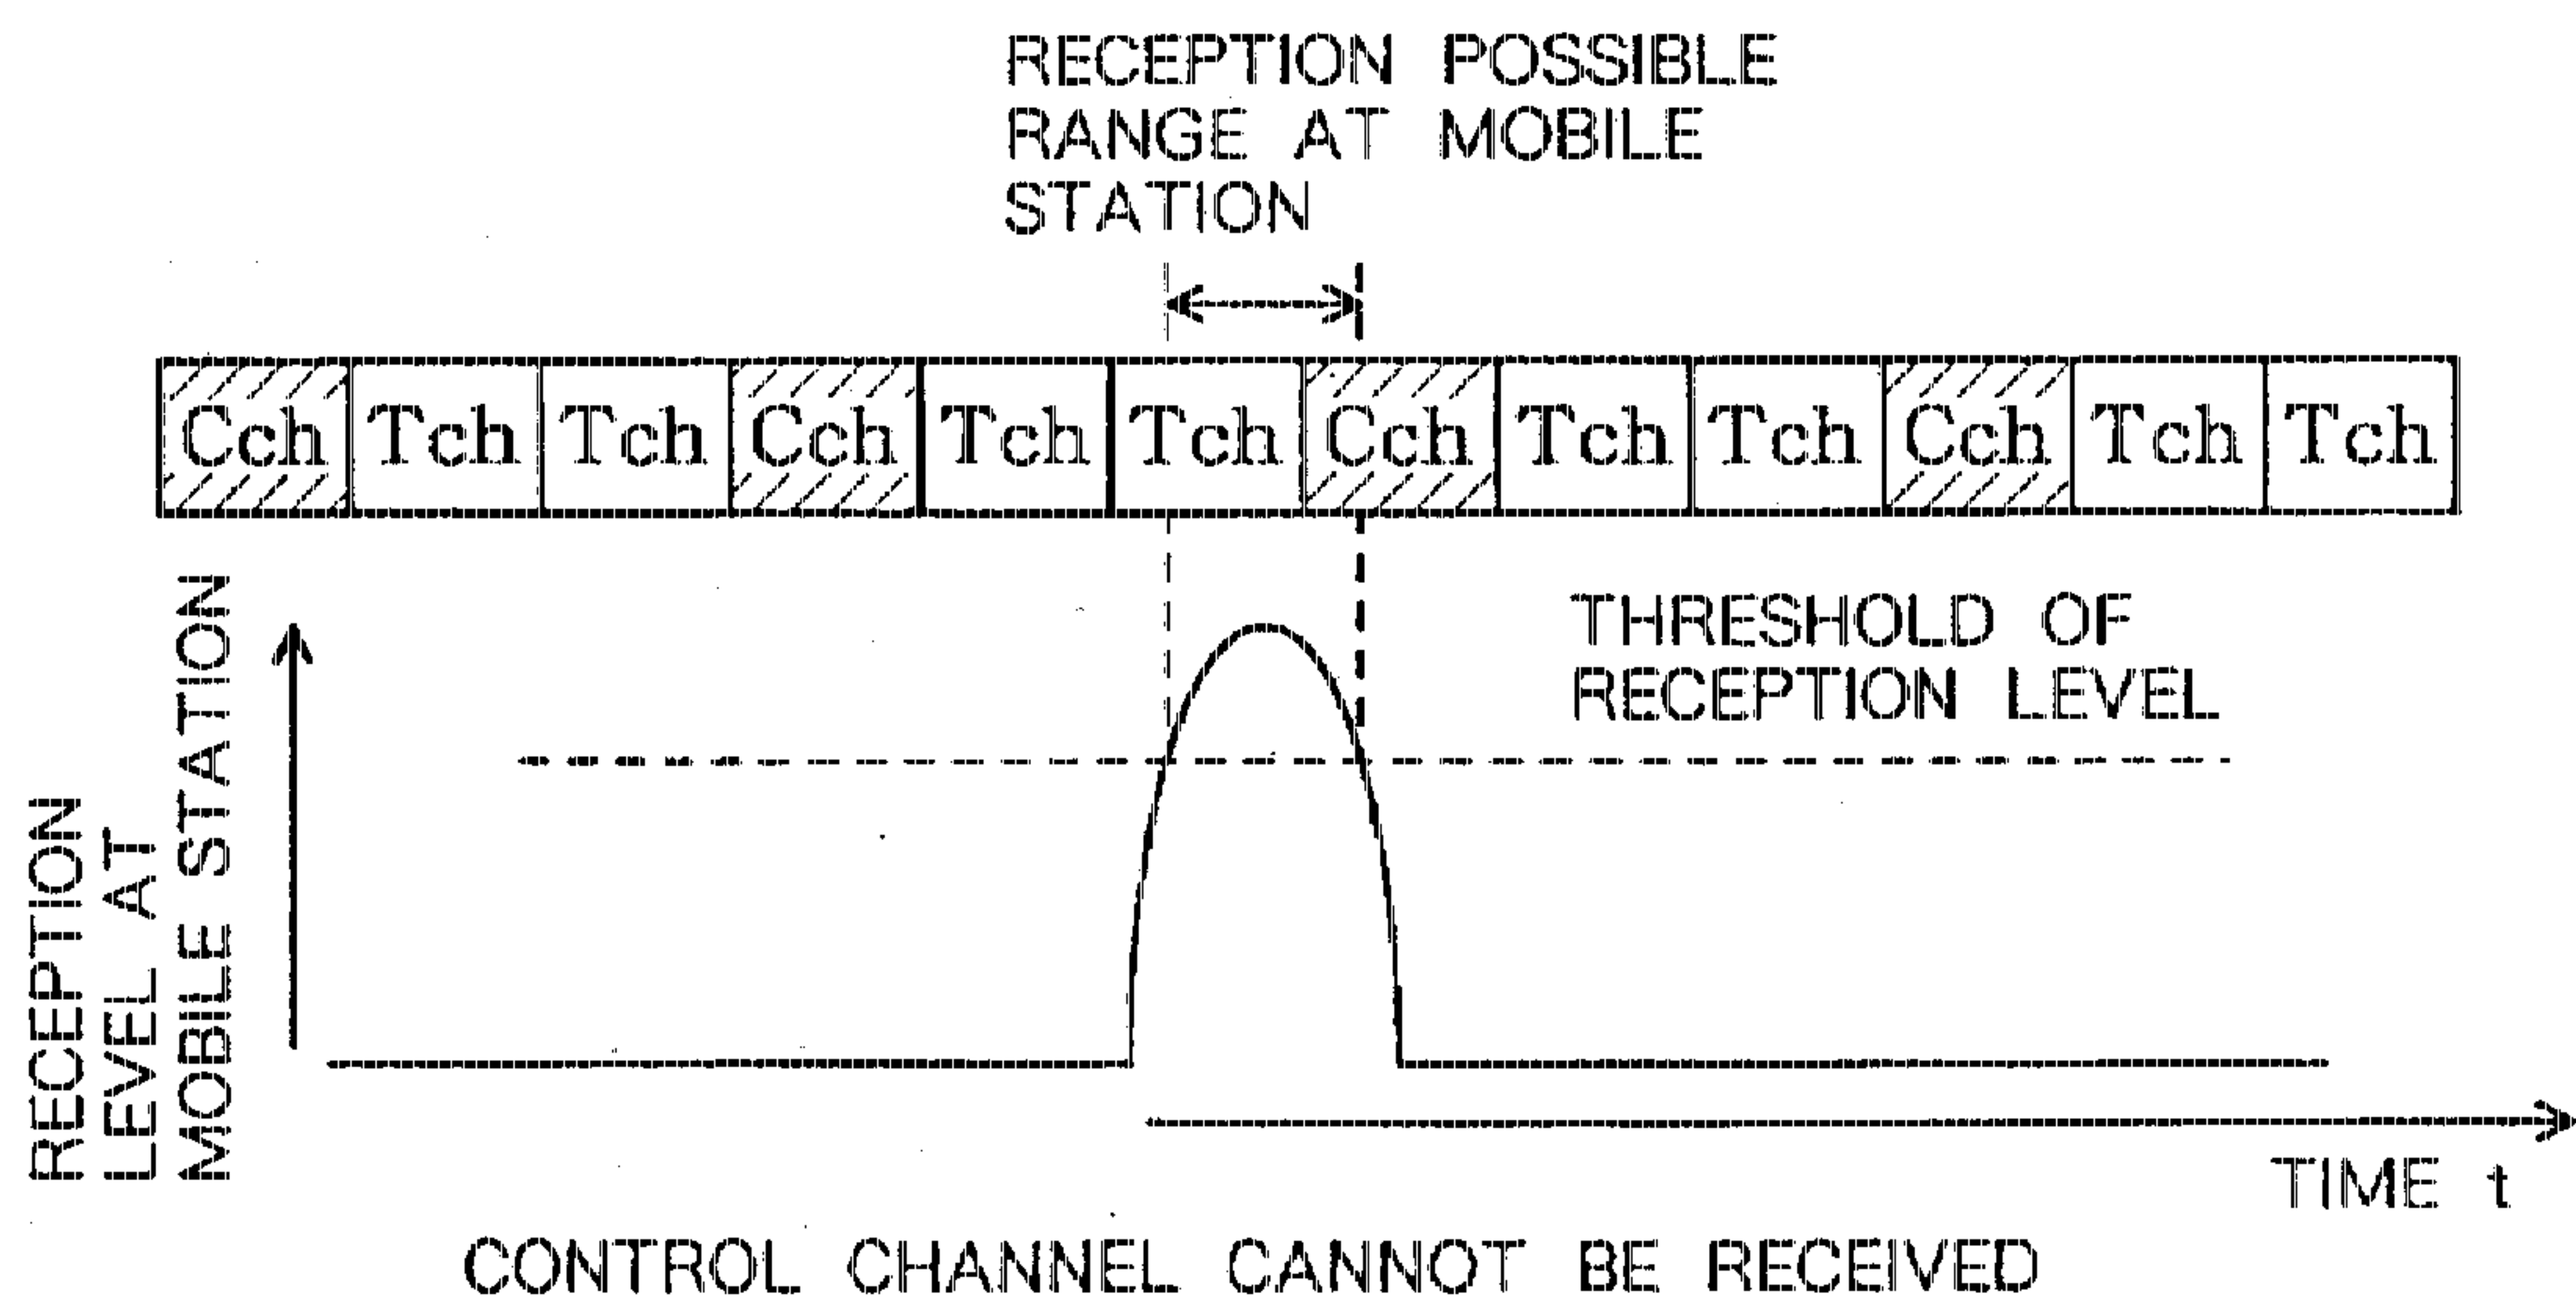 RECEPTION POSSIBLE
RANGE AT MOBILE
STATION
Cch Tch Tch Cch Tch Tch Cch Tch Tch Cch Tch Tch
THRESHOLD OF
RECEPTION LEVEL
RECEPTION
LEVEL AT
MOBILE STATION
TIME t
CONTROL CHANNEL CANNOT BE RECEIVED